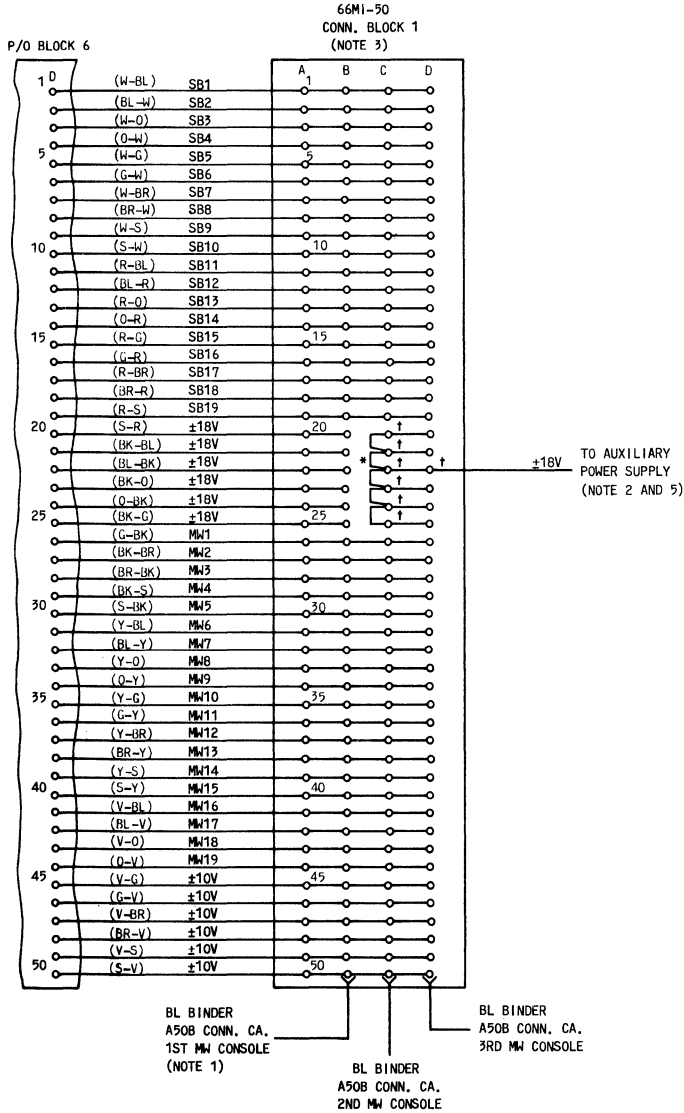 66M1-50
CONN. BLOCK 1
(NOTE 3)
P/O BLOCK 6
D
A B C D
1 (W-BL) SB1 1
(BL-W) SB2
(W-O) SB3
(O-W) SB4
5 (W-G) SB5 5
(G-W) SB6
(W-BR) SB7
(BR-W) SB8
(W-S) SB9
10 (S-W) SB10 10
(R-BL) SB11
(BL-R) SB12
(R-O) SB13
(O-R) SB14
15 (R-G) SB15 15
(G-R) SB16
(R-BR) SB17
(BR-R) SB18
(R-S) SB19
20 (S-R) ±18V 20 †
(BK-BL) ±18V †
(BL-BK) ±18V * † † ±18V
(BK-O) ±18V †
(O-BK) ±18V †
25 (BK-G) ±18V 25 †
TO AUXILIARY
POWER SUPPLY
(NOTE 2 AND 5)
(G-BK) MW1
(BK-BR) MW2
(BR-BK) MW3
(BK-S) MW4
30 (S-BK) MW5 30
(Y-BL) MW6
(BL-Y) MW7
(Y-O) MW8
(O-Y) MW9
35 (Y-G) MW10 35
(G-Y) MW11
(Y-BR) MW12
(BR-Y) MW13
(Y-S) MW14
40 (S-Y) MW15 40
(V-BL) MW16
(BL-V) MW17
(V-O) MW18
(O-V) MW19
45 (V-G) ±10V 45
(G-V) ±10V
(V-BR) ±10V
(BR-V) ±10V
(V-S) ±10V
50 (S-V) ±10V 50
BL BINDER
A50B CONN. CA.
1ST MW CONSOLE
(NOTE 1)
BL BINDER
A50B CONN. CA.
2ND MW CONSOLE
BL BINDER
A50B CONN. CA.
3RD MW CONSOLE